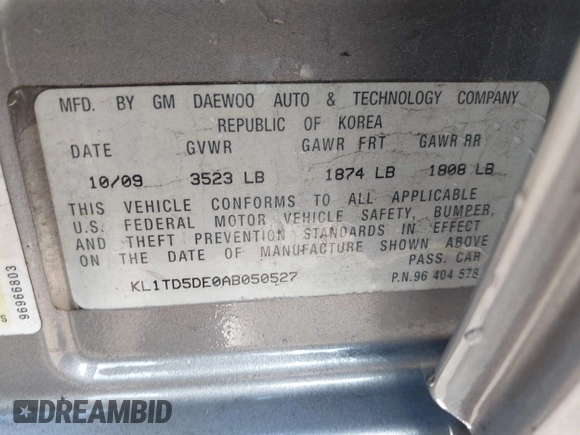 MFD. BY GM DAEWOO AUTO & TECHNOLOGY COMPANY
REPUBLIC OF KOREA
DATE GVWR GAWR FRT GAWR RR
10/09 3523 LB 1874 LB 1808 LB
THIS VEHICLE CONFORMS TO ALL APPLICABLE
U.S. FEDERAL MOTOR VEHICLE SAFETY, BUMPER,
AND THEFT PREVENTION STANDARDS IN EFFECT
ON THE DATE OF MANUFACTURE SHOWN ABOVE
PASS. CAR
KL1TD5DE0AB050527
P.N.96 404 578
96966803
S
DREAMBID